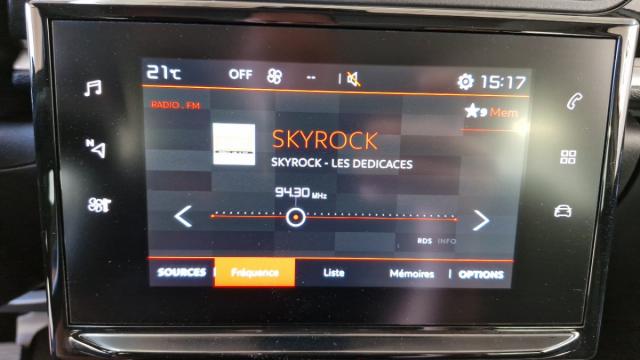 21°C OFF -- 15:17
RADIO . FM
9 Mem
SKYROCK
SKYROCK - LES DEDICACES
94.30 MHz
N
RDS INFO
SOURCES Fréquence Liste Mémoires OPTIONS